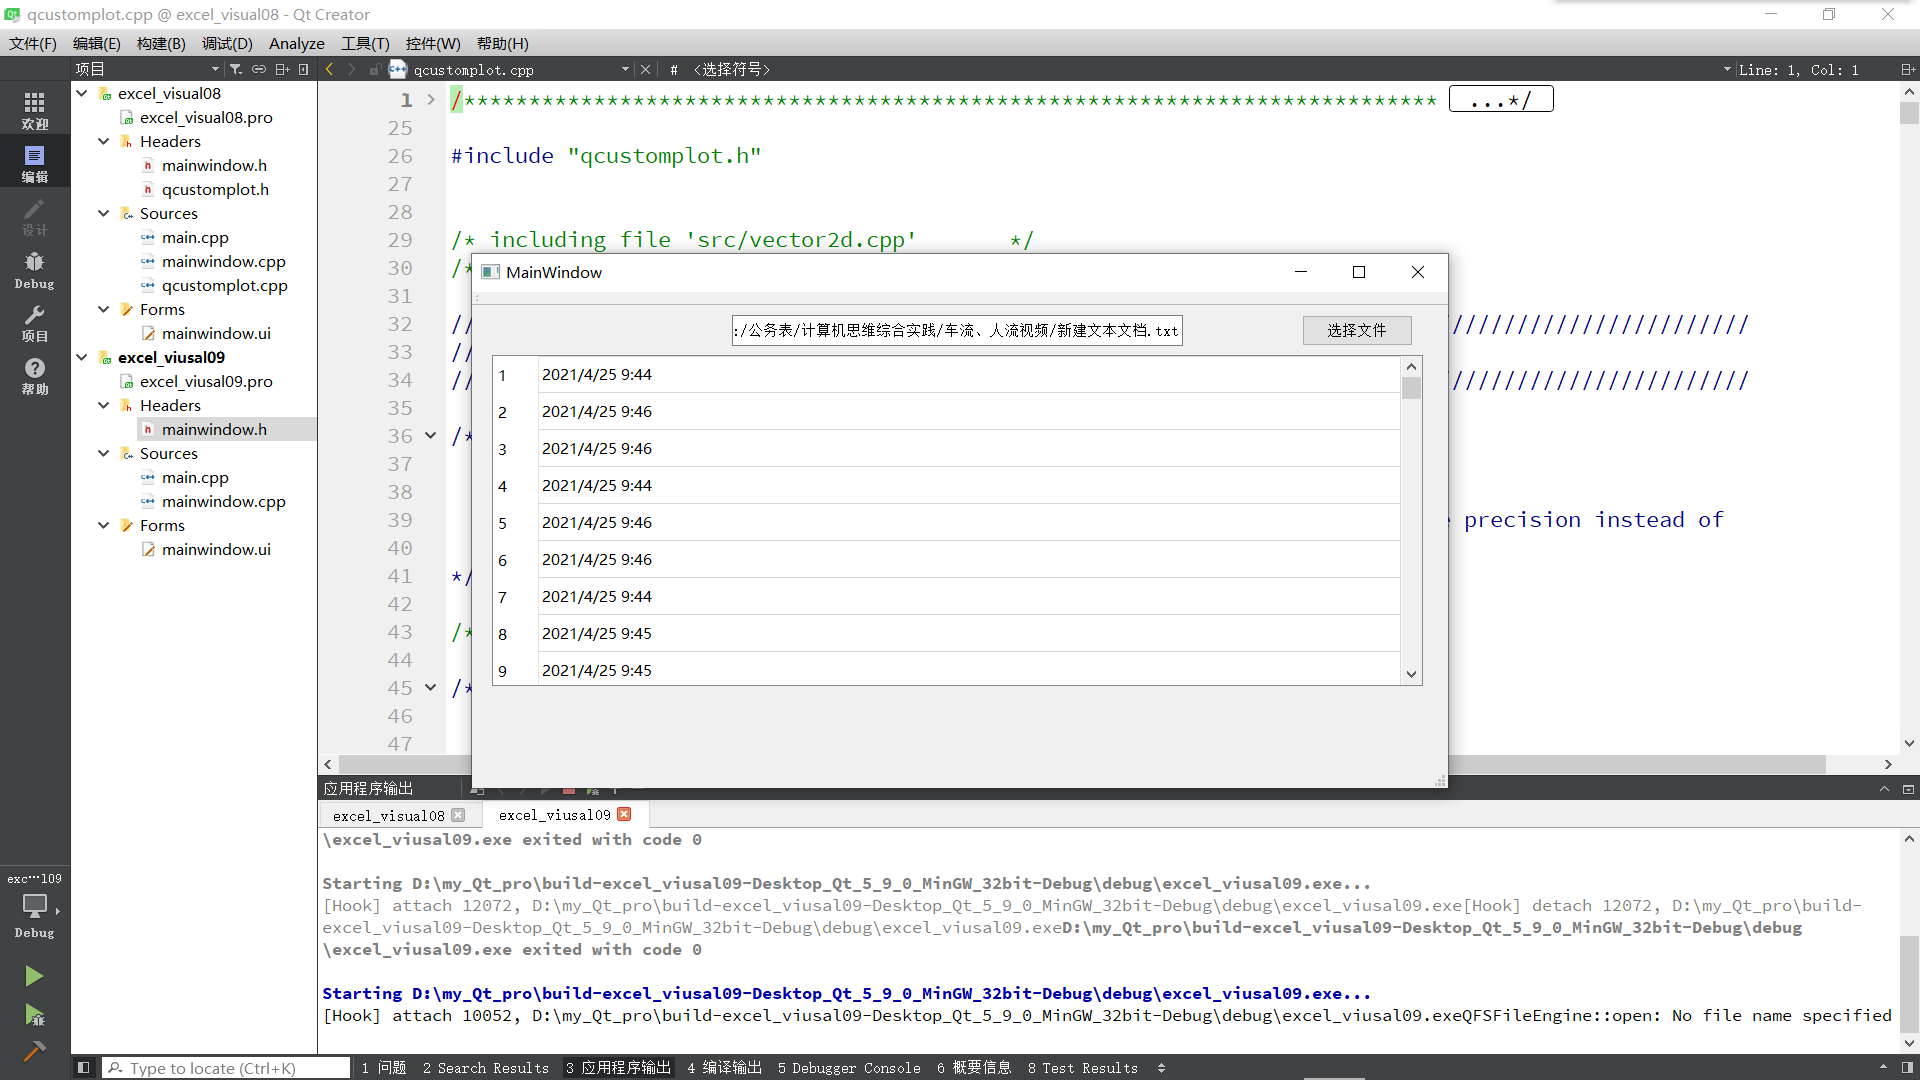 qcustomplot.cpp @ excel_visual08 - Qt Creator
文件(F) 编辑(E) 构建(B) 调试(D) Analyze 工具(T) 控件(W) 帮助(H)
项目
qcustomplot.cpp
# <选择符号>
Line: 1, Col: 1
欢迎
编辑
设计
Debug
项目
帮助
exc···l09
Debug
excel_visual08
excel_visual08.pro
Headers
mainwindow.h
qcustomplot.h
Sources
main.cpp
mainwindow.cpp
qcustomplot.cpp
Forms
mainwindow.ui
excel_viusal09
excel_viusal09.pro
Headers
mainwindow.h
Sources
main.cpp
mainwindow.cpp
Forms
mainwindow.ui
1 /*************************************************************************** ...*/
25
26 #include "qcustomplot.h"
27
28
29 /* including file 'src/vector2d.cpp' */
30 /*
31
32 // ///////////////////////
33 //
34 // ///////////////////////
35
36 /*
37
38
39 precision instead of
40
41 */
42
43 /*
44
45 /*
46
47
MainWindow
:/公务表/计算机思维综合实践/车流、人流视频/新建文本文档.txt
选择文件
1 2021/4/25 9:44
2 2021/4/25 9:46
3 2021/4/25 9:46
4 2021/4/25 9:44
5 2021/4/25 9:46
6 2021/4/25 9:46
7 2021/4/25 9:44
8 2021/4/25 9:45
9 2021/4/25 9:45
应用程序输出
excel_visual08
excel_viusal09
\excel_viusal09.exe exited with code 0
Starting D:\my_Qt_pro\build-excel_viusal09-Desktop_Qt_5_9_0_MinGW_32bit-Debug\debug\excel_viusal09.exe...
[Hook] attach 12072, D:\my_Qt_pro\build-excel_viusal09-Desktop_Qt_5_9_0_MinGW_32bit-Debug\debug\excel_viusal09.exe[Hook] detach 12072, D:\my_Qt_pro\build-
excel_viusal09-Desktop_Qt_5_9_0_MinGW_32bit-Debug\debug\excel_viusal09.exeD:\my_Qt_pro\build-excel_viusal09-Desktop_Qt_5_9_0_MinGW_32bit-Debug\debug
\excel_viusal09.exe exited with code 0
Starting D:\my_Qt_pro\build-excel_viusal09-Desktop_Qt_5_9_0_MinGW_32bit-Debug\debug\excel_viusal09.exe...
[Hook] attach 10052, D:\my_Qt_pro\build-excel_viusal09-Desktop_Qt_5_9_0_MinGW_32bit-Debug\debug\excel_viusal09.exeQFSFileEngine::open: No file name specified
Type to locate (Ctrl+K)
1 问题 2 Search Results 3 应用程序输出 4 编译输出 5 Debugger Console 6 概要信息 8 Test Results